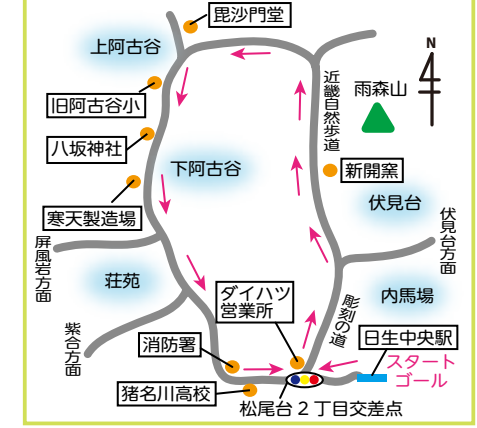 毘沙門堂
上阿古谷
N
近畿自然歩道
雨森山
旧阿古谷小
八坂神社
下阿古谷
新開窯
寒天製造場
伏見台
伏見台方面
屏風岩方面
荘苑
ダイハツ
営業所
彫刻の道
内馬場
紫合方面
消防署
日生中央駅
スタート
ゴール
猪名川高校
松尾台2丁目交差点